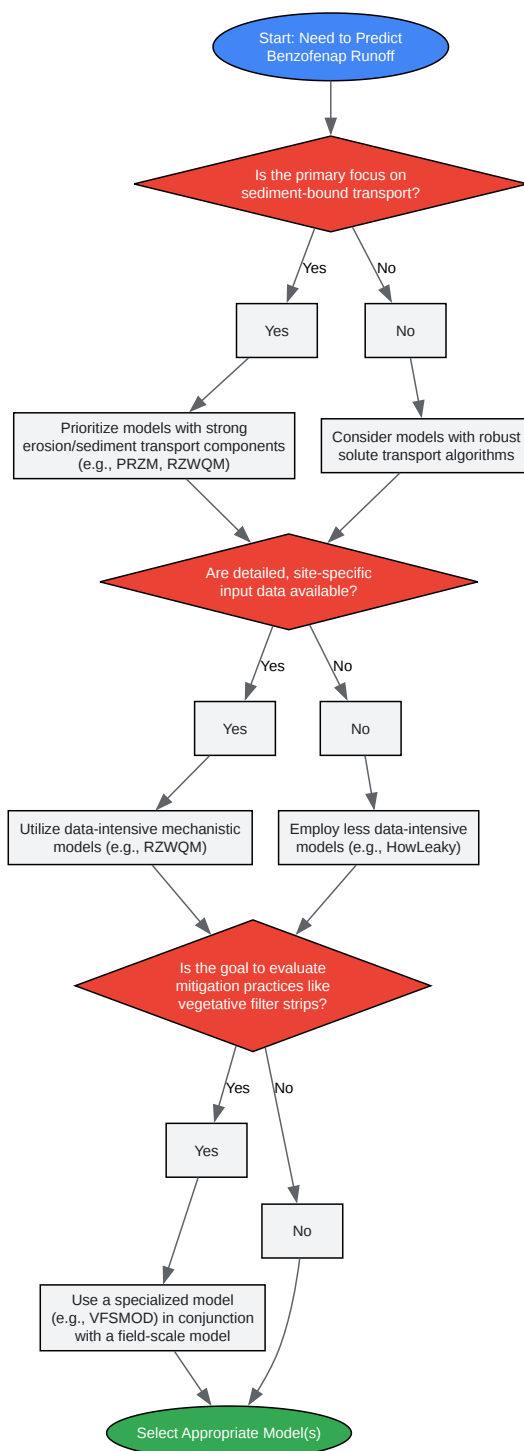 Start: Need to Predict
Benzofenap Runoff
Is the primary focus on
sediment-bound transport?
Yes
No
Yes
No
Prioritize models with strong
erosion/sediment transport components
(e.g., PRZM, RZWQM)
Consider models with robust
solute transport algorithms
Are detailed, site-specific
input data available?
Yes
No
Yes
No
Utilize data-intensive mechanistic
models (e.g., RZWQM)
Employ less data-intensive
models (e.g., HowLeaky)
Is the goal to evaluate
mitigation practices like
vegetative filter strips?
Yes
No
Yes
No
Use a specialized model
(e.g., VFSMOD) in conjunction
with a field-scale model
Select Appropriate Model(s)